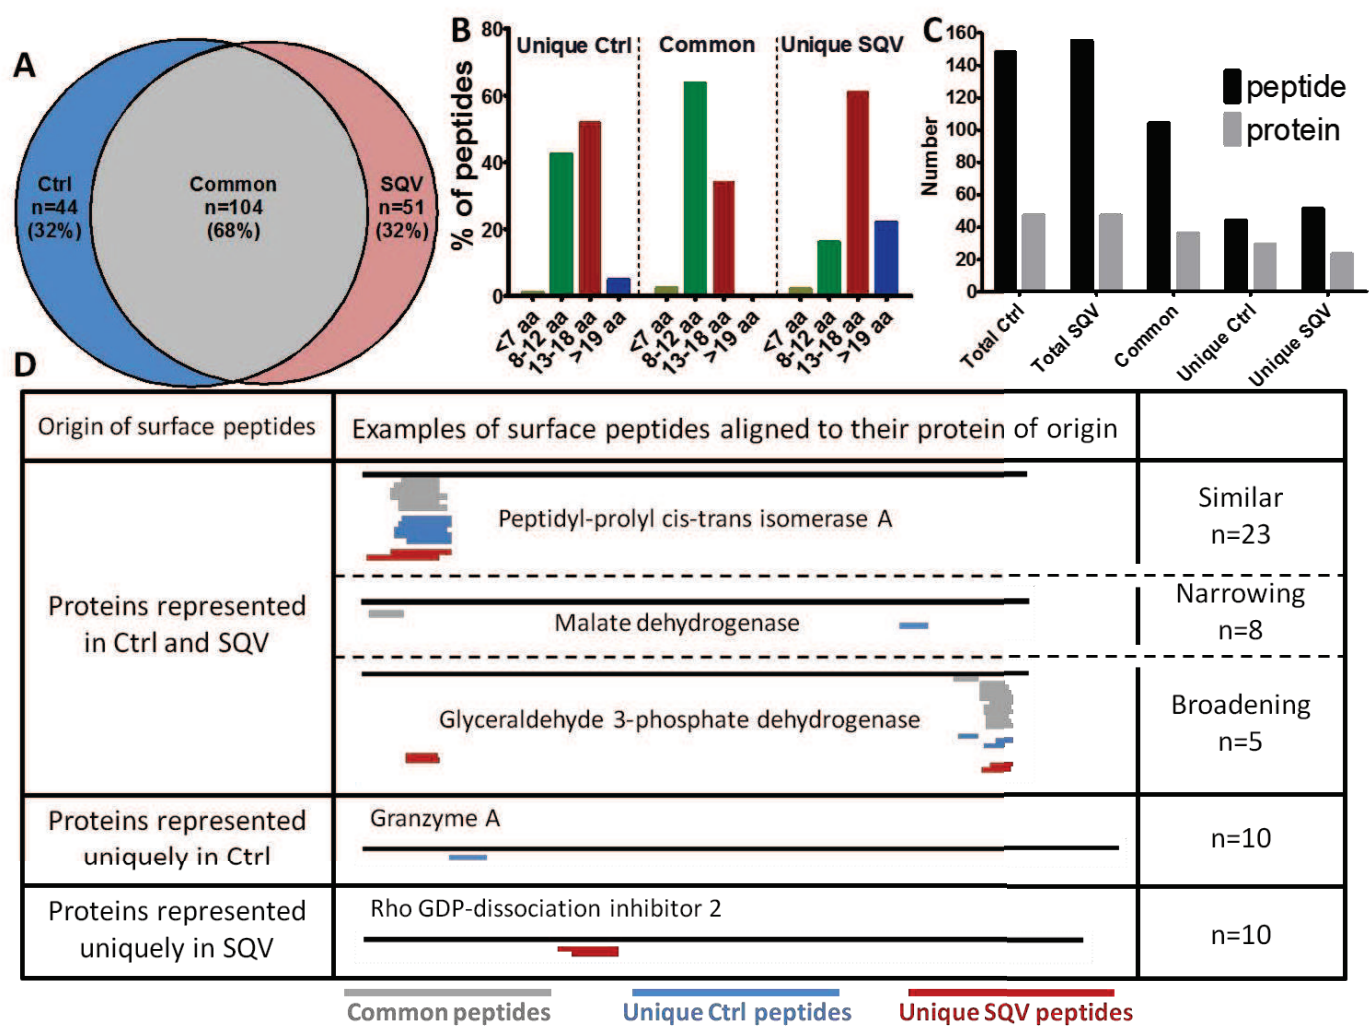 A
Ctrl
n=44
(32%)
Common
n=104
(68%)
SQV
n=51
(32%)
B
% of peptides
80
60
40
20
0
Unique Ctrl
Common
Unique SQV
<7 aa
8-12 aa
13-18 aa
>19 aa
<7 aa
8-12 aa
13-18 aa
>19 aa
<7 aa
8-12 aa
13-18 aa
>19 aa
C
Number
160
140
120
100
80
60
40
20
0
peptide
protein
Total Ctrl
Total SQV
Common
Unique Ctrl
Unique SQV
D
Origin of surface peptides
Examples of surface peptides aligned to their protein of origin
Proteins represented
in Ctrl and SQV
Peptidyl-prolyl cis-trans isomerase A
Similar
n=23
Malate dehydrogenase
Narrowing
n=8
Glyceraldehyde 3-phosphate dehydrogenase
Broadening
n=5
Proteins represented
uniquely in Ctrl
Granzyme A
n=10
Proteins represented
uniquely in SQV
Rho GDP-dissociation inhibitor 2
n=10
Common peptides
Unique Ctrl peptides
Unique SQV peptides